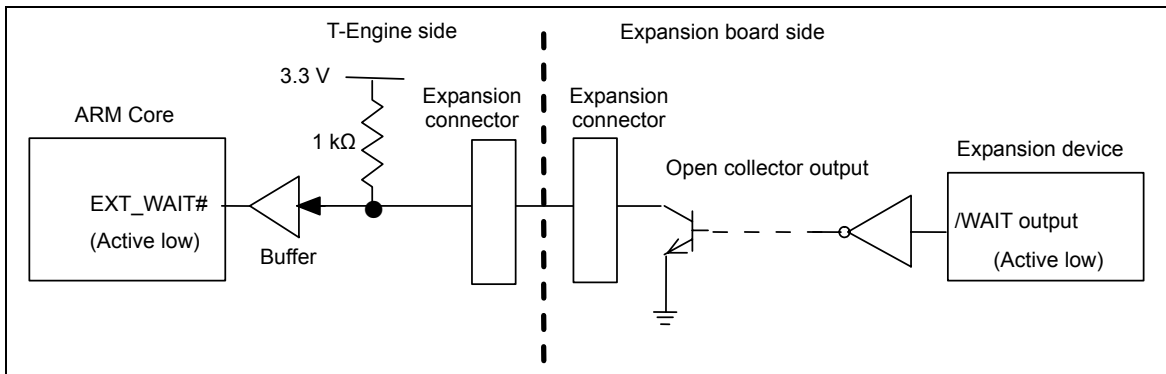 T-Engine side
Expansion board side
3.3 V
ARM Core
Expansion
connector
Expansion
connector
1 kΩ
Open collector output
Expansion device
EXT_WAIT#
(Active low)
Buffer
/WAIT output
(Active low)